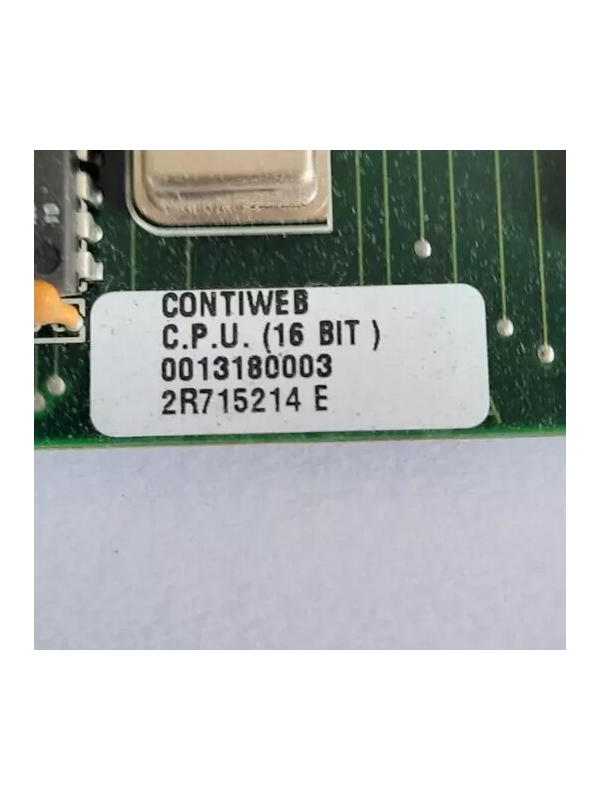 CONTIWEB
C.P.U. (16 BIT )
0013180003
2R715214 E